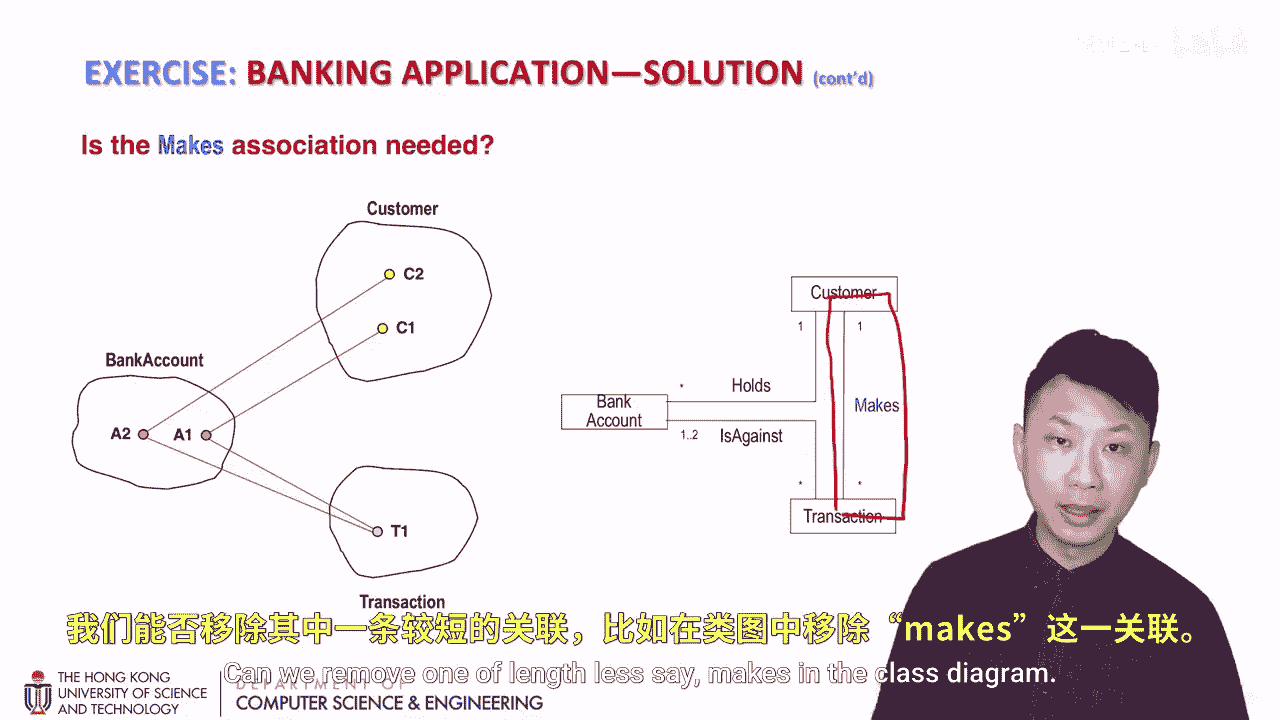 EXERCISE: BANKING APPLICATION—SOLUTION (cont'd)
Is the Makes association needed?
Customer
C2
C1
BankAccount
A2
A1
T1
Transaction
Customer
1
1
*
Holds
Makes
Bank
Account
1..2
IsAgainst
*
*
Transaction
我们能否移除其中一条较短的关联，比如在类图中移除“makes”这一关联。
Can we remove one of length less say, makes in the class diagram.
THE HONG KONG
UNIVERSITY OF SCIENCE
AND TECHNOLOGY
DEPARTMENT OF
COMPUTER SCIENCE & ENGINEERING